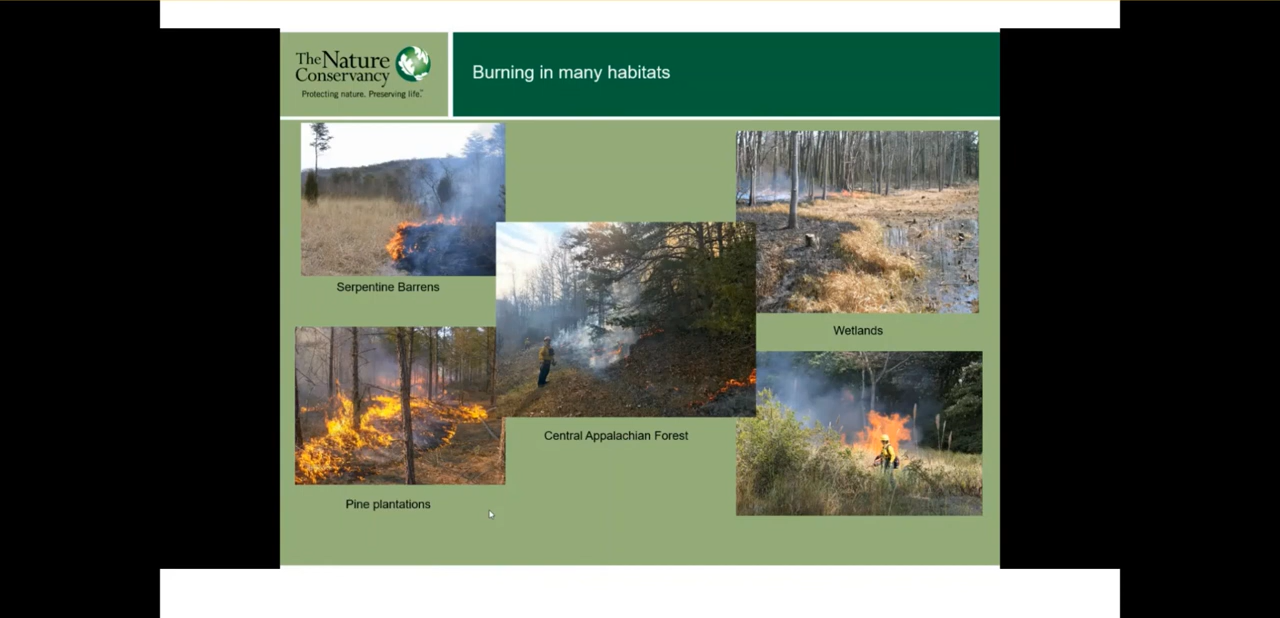 The Nature
Conservancy
Protecting nature. Preserving life.™
Burning in many habitats
Serpentine Barrens
Wetlands
Central Appalachian Forest
Pine plantations